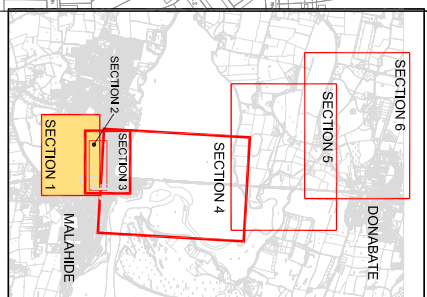 SECTION 1
SECTION 2
SECTION 3
SECTION 4
SECTION 5
SECTION 6
MALAHIDE
DONABATE